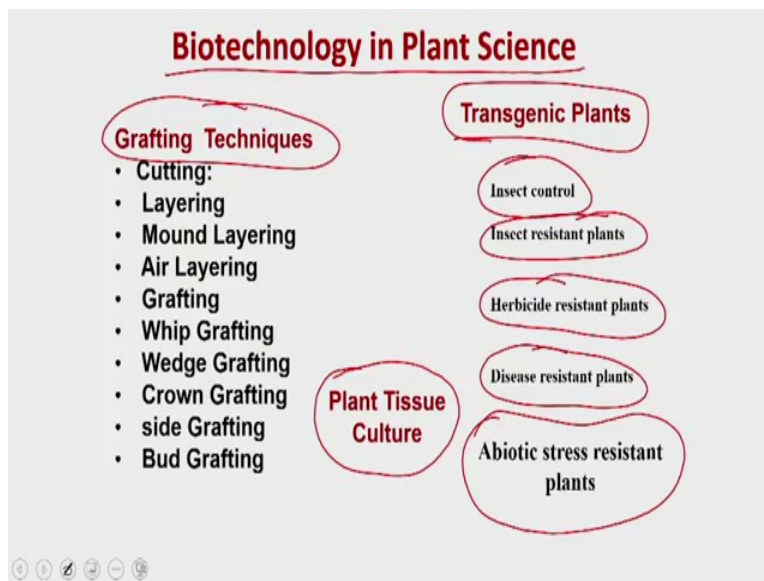 Biotechnology in Plant Science
Grafting Techniques
• Cutting:
• Layering
• Mound Layering
• Air Layering
• Grafting
• Whip Grafting
• Wedge Grafting
• Crown Grafting
• side Grafting
• Bud Grafting
Plant Tissue
Culture
Transgenic Plants
Insect control
Insect resistant plants
Herbicide resistant plants
Disease resistant plants
Abiotic stress resistant
plants